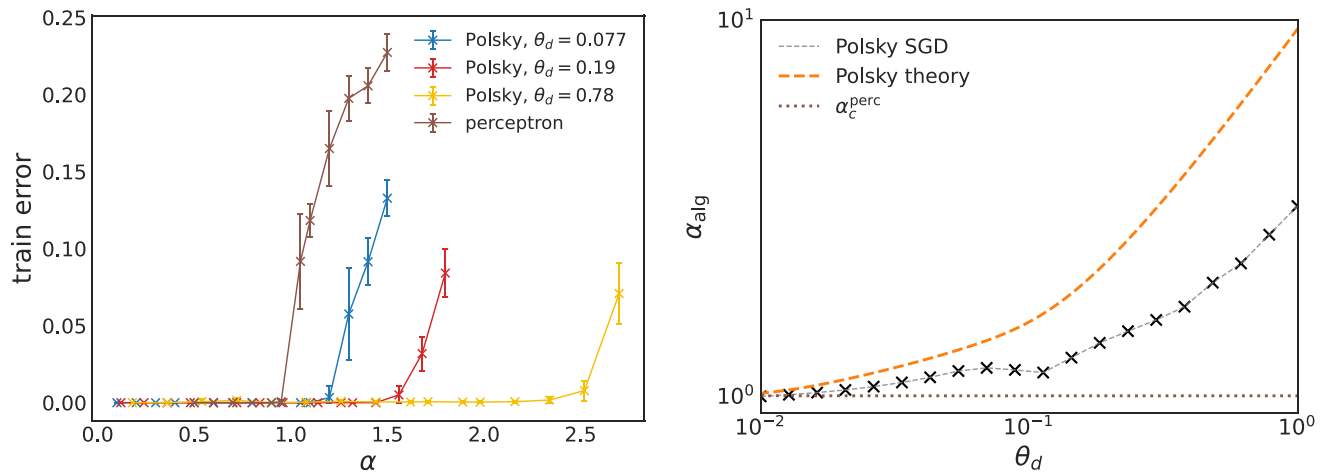 0.25
0.20
0.15
0.10
0.05
0.00
train error
0.0 0.5 1.0 1.5 2.0 2.5
α
Polsky, θ_d = 0.077
Polsky, θ_d = 0.19
Polsky, θ_d = 0.78
perceptron
10^1
10^0
α_alg
10^−2 10^−1 10^0
θ_d
Polsky SGD
Polsky theory
α_c^perc